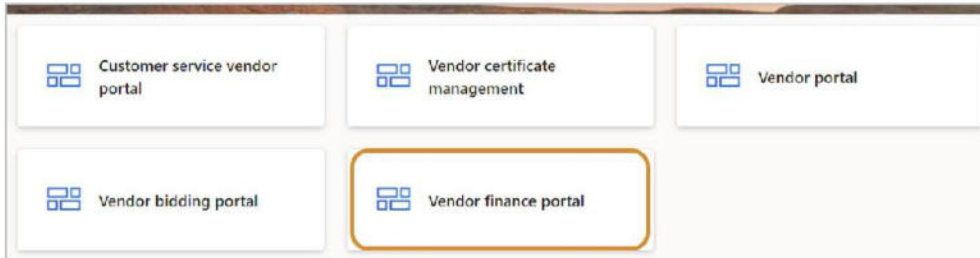 Customer service vendor
portal
Vendor certificate
management
Vendor portal
Vendor bidding portal
Vendor finance portal